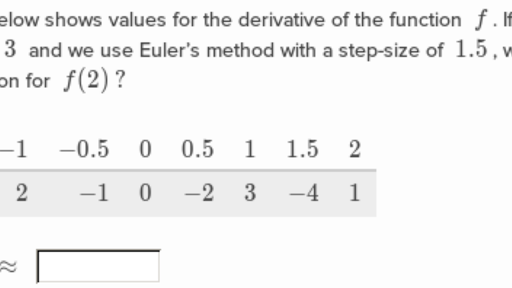 elow shows values for the derivative of the function f. If
3 and we use Euler's method with a step-size of 1.5, w
on for f(2)?
−1 −0.5 0 0.5 1 1.5 2
2 −1 0 −2 3 −4 1
≈